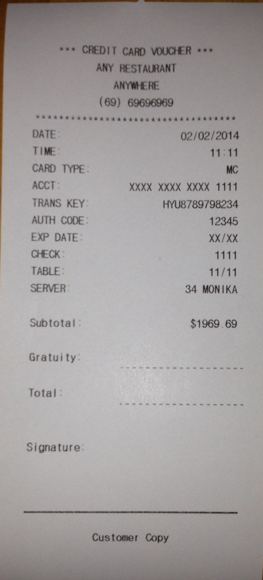 *** CREDIT CARD VOUCHER ***
ANY RESTAURANT
ANYWHERE
(69) 69696969
**********************************
DATE: 02/02/2014
TIME: 11:11
CARD TYPE: MC
ACCT: XXXX XXXX XXXX 1111
TRANS KEY: HYU8789798234
AUTH CODE: 12345
EXP DATE: XX/XX
CHECK: 1111
TABLE: 11/11
SERVER: 34 MONIKA
Subtotal: $1969.69
Gratuity:
Total:
Signature:
Customer Copy